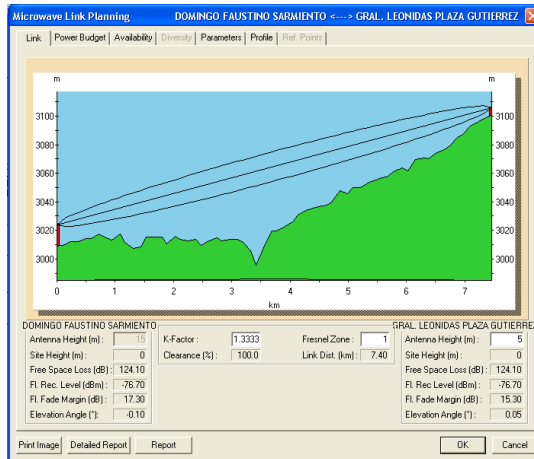 Microwave Link Planning DOMINGO FAUSTINO SARMIENTO <---> GRAL. LEONIDAS PLAZA GUTIERREZ
Link Power Budget Availability Diversity Parameters Profile Ref. Points
m m
3100 3100
3080 3080
3060 3060
3040 3040
3020 3020
3000 3000
0 1 2 3 4 5 6 7
km
DOMINGO FAUSTINO SARMIENTO GRAL. LEONIDAS PLAZA GUTIERREZ
Antenna Height (m) : 15 K-Factor : 1.3333 Fresnel Zone : 1 Antenna Height (m) : 5
Site Height (m) : 0 Clearance (%) : 100.0 Link Dist. (km) : 7.40 Site Height (m) : 0
Free Space Loss (dB) : 124.10 Free Space Loss (dB) : 124.10
Fl. Rec. Level (dBm) : -76.70 Fl. Rec. Level (dBm) : -76.70
Fl. Fade Margin (dB) : 17.30 Fl. Fade Margin (dB) : 15.30
Elevation Angle (°): -0.10 Elevation Angle (°): 0.05
Print Image Detailed Report Report OK Cancel